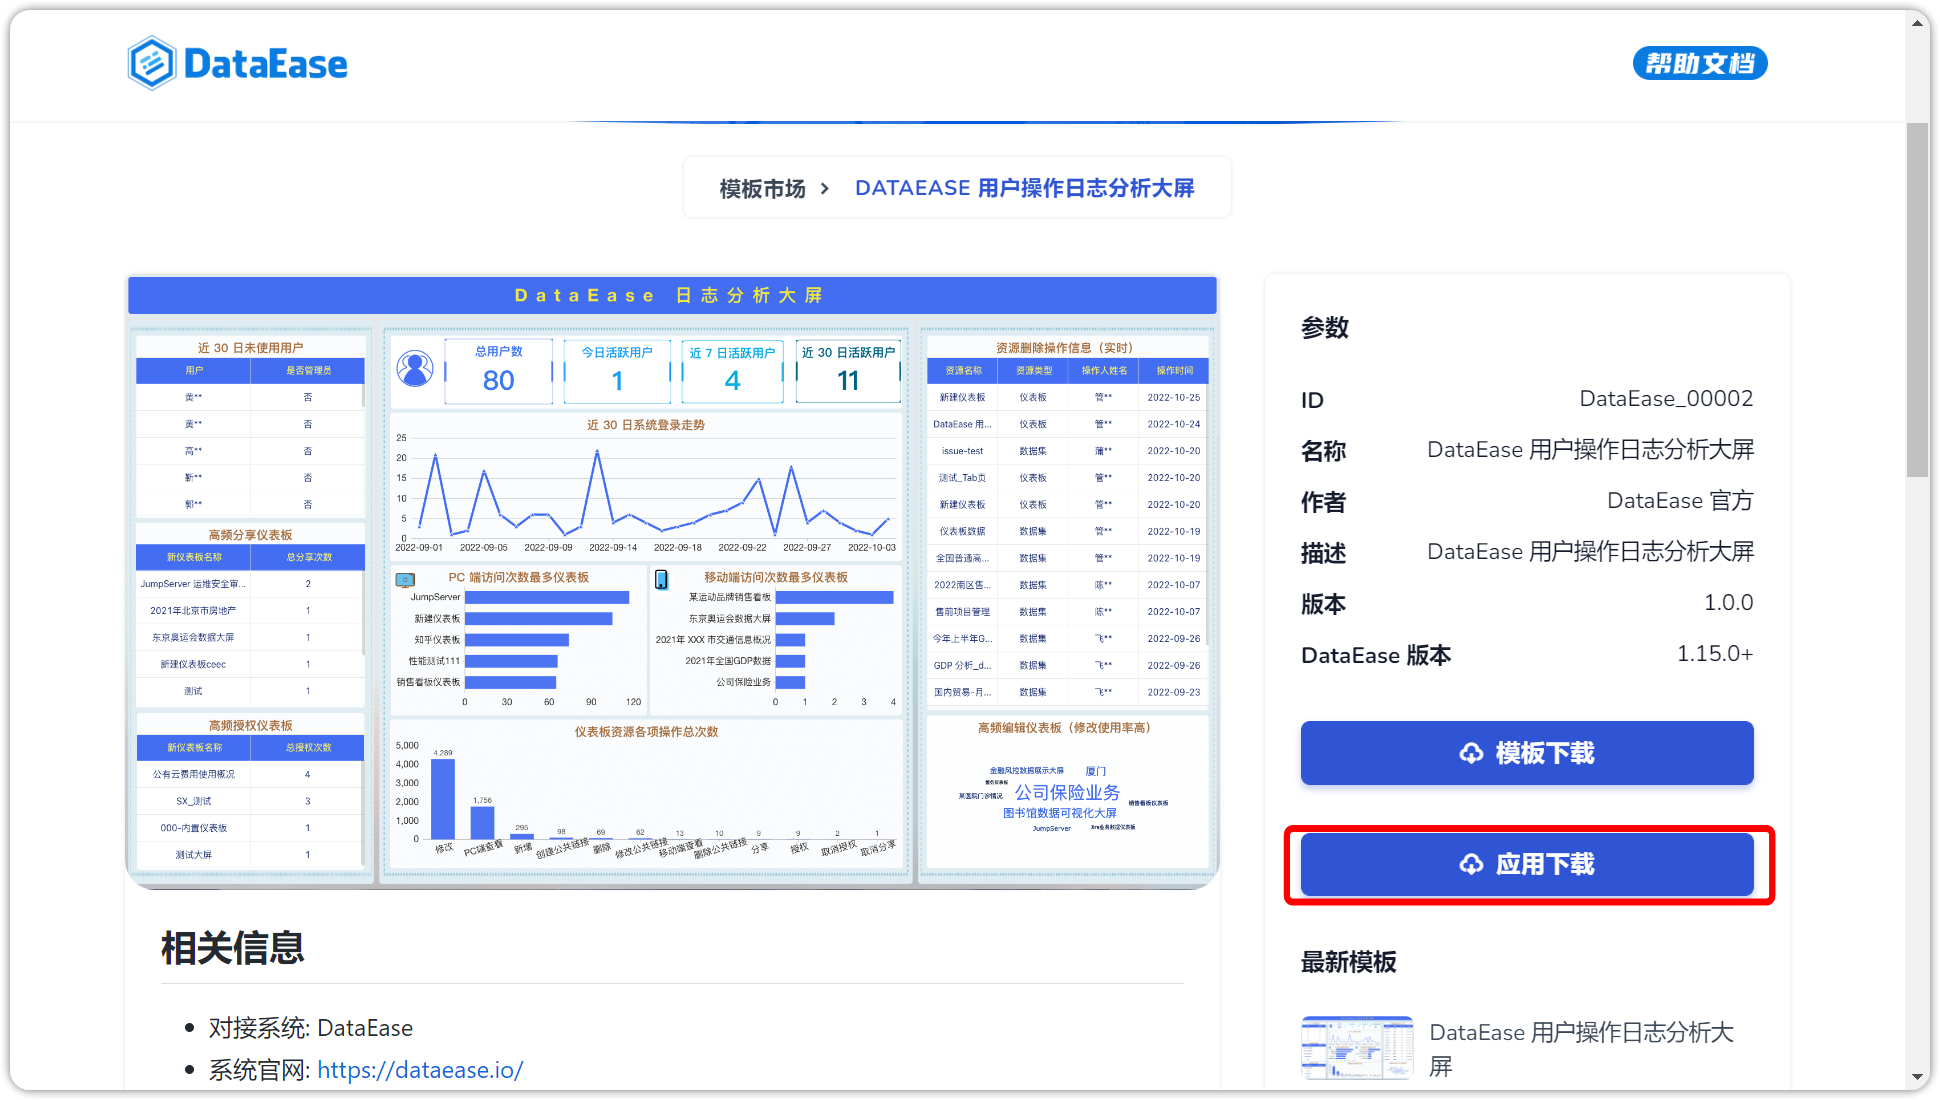 DataEase
帮助文档
模板市场 > DATAEASE 用户操作日志分析大屏
DataEase 日志分析大屏
近 30 日未使用用户
用户 是否管理员
黄** 否
黄** 否
高** 否
靳** 否
郭** 否
高频分享仪表板
新仪表板名称 总分享次数
JumpServer 运维安全审... 2
2021年北京市房地产 1
东京奥运会数据大屏 1
新建仪表板ceec 1
测试 1
高频授权仪表板
新仪表板名称 总授权次数
公有云费用使用概况 4
SX_测试 3
000-内置仪表板 1
测试大屏 1
总用户数
80
今日活跃用户
1
近 7 日活跃用户
4
近 30 日活跃用户
11
近 30 日系统登录走势
25
20
15
10
5
0
2022-09-01 2022-09-05 2022-09-09 2022-09-14 2022-09-18 2022-09-22 2022-09-27 2022-10-03
PC 端访问次数最多仪表板
JumpServer
新建仪表板
知乎仪表板
性能测试111
销售看板仪表板
0 30 60 90 120
移动端访问次数最多仪表板
某运动品牌销售看板
东京奥运会数据大屏
2021年 XXX 市交通信息概况
2021年全国GDP数据
公司保险业务
0 1 2 3 4
仪表板资源各项操作总次数
5,000
4,000
3,000
2,000
1,000
0
4,289 1,756 295 98 69 62 13 10 9 9 2 1
修改 PC端查看 新增 创建公共链接 删除 修改公共链接 移动端查看 删除公共链接 分享 授权 取消授权 取消分享
资源删除操作信息（实时）
资源名称 资源类型 操作人姓名 操作时间
新建仪表板 仪表板 管** 2022-10-25
DataEase 用... 仪表板 管** 2022-10-24
issue-test 数据集 蒲** 2022-10-20
测试_Tab页 仪表板 管** 2022-10-20
新建仪表板 仪表板 管** 2022-10-20
仪表板数据 数据集 管** 2022-10-19
全国普通高... 数据集 管** 2022-10-19
2022南区售... 数据集 陈** 2022-10-07
售前项目管理 数据集 陈** 2022-10-07
今年上半年G... 数据集 飞** 2022-09-26
GDP 分析_d... 数据集 飞** 2022-09-26
国内贸易-月... 数据集 飞** 2022-09-23
高频编辑仪表板（修改使用率高）
金融风控数据展示大屏 厦门
某医院门诊情况 公司保险业务 销售看板仪表板
图书馆数据可视化大屏
JumpServer Jira业务数据仪表板
参数
ID DataEase_00002
名称 DataEase 用户操作日志分析大屏
作者 DataEase 官方
描述 DataEase 用户操作日志分析大屏
版本 1.0.0
DataEase 版本 1.15.0+
模板下载
应用下载
最新模板
DataEase 用户操作日志分析大
屏
相关信息
对接系统: DataEase
系统官网: https://dataease.io/